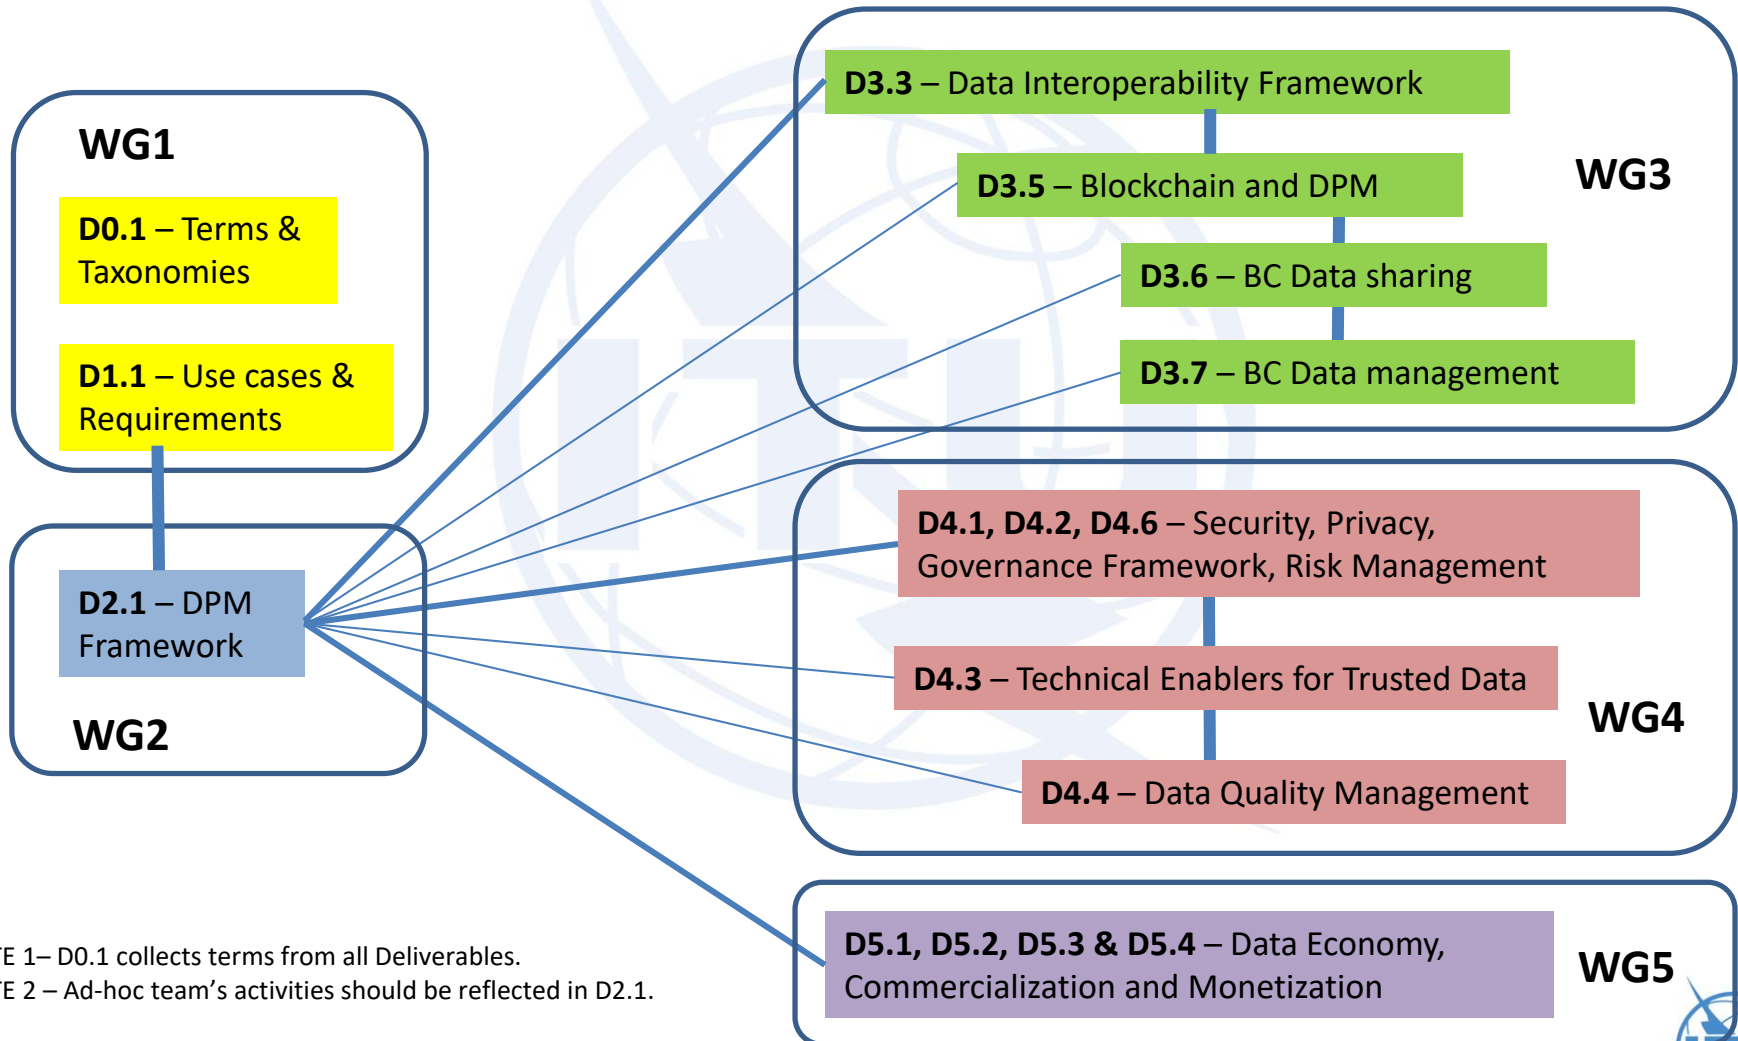 WG1
D0.1 – Terms &
Taxonomies
D1.1 – Use cases &
Requirements
D2.1 – DPM
Framework
WG2
D3.3 – Data Interoperability Framework
D3.5 – Blockchain and DPM
WG3
D3.6 – BC Data sharing
D3.7 – BC Data management
D4.1, D4.2, D4.6 – Security, Privacy,
Governance Framework, Risk Management
D4.3 – Technical Enablers for Trusted Data
WG4
D4.4 – Data Quality Management
D5.1, D5.2, D5.3 & D5.4 – Data Economy,
Commercialization and Monetization
WG5
TE 1– D0.1 collects terms from all Deliverables.
TE 2 – Ad-hoc team’s activities should be reflected in D2.1.
ITU